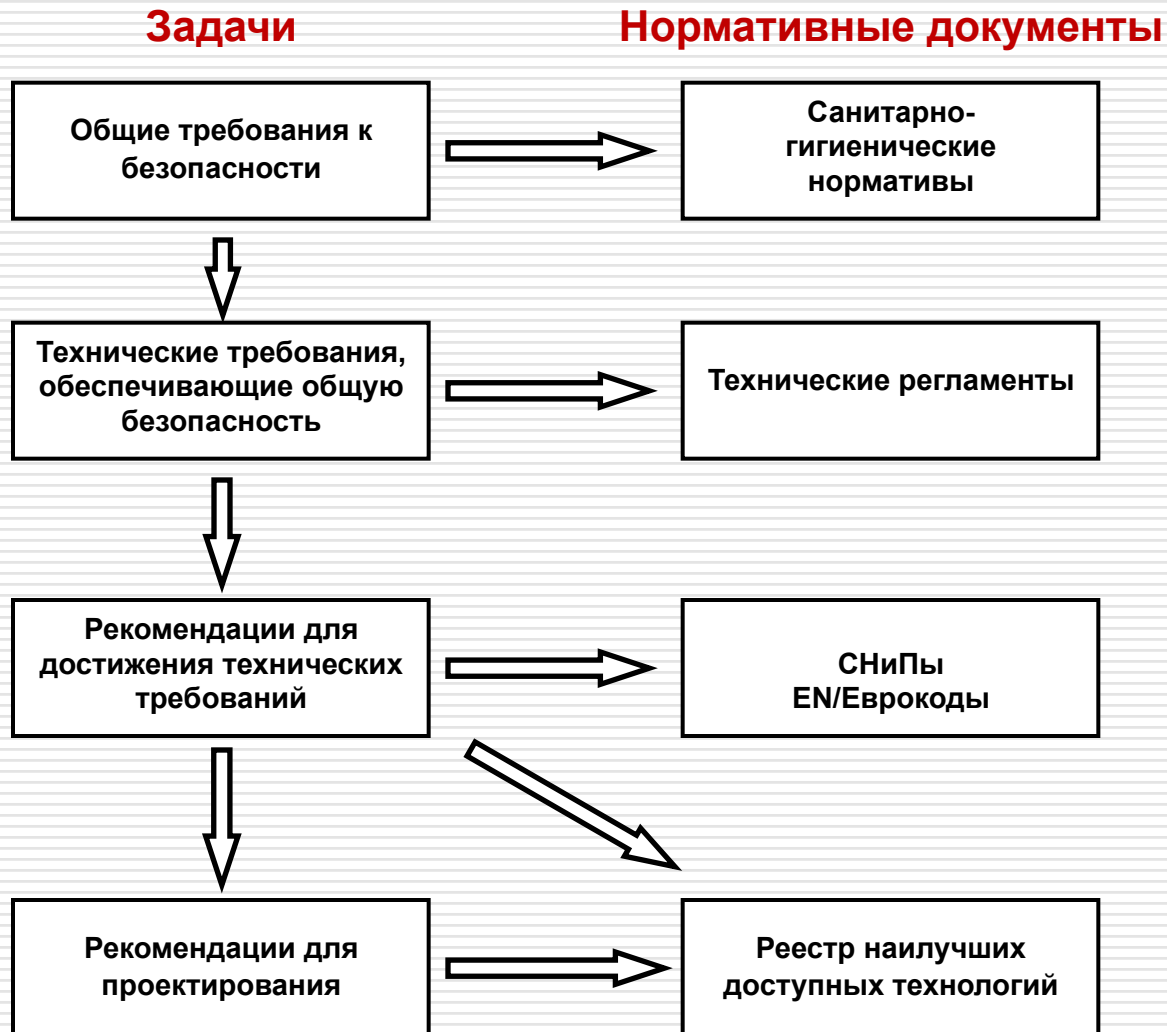 Задачи
Нормативные документы
Общие требования к
безопасности
Санитарно-
гигиенические
нормативы
Технические требования,
обеспечивающие общую
безопасность
Технические регламенты
Рекомендации для
достижения технических
требований
СНиПы
EN/Еврокоды
Рекомендации для
проектирования
Реестр наилучших
доступных технологий